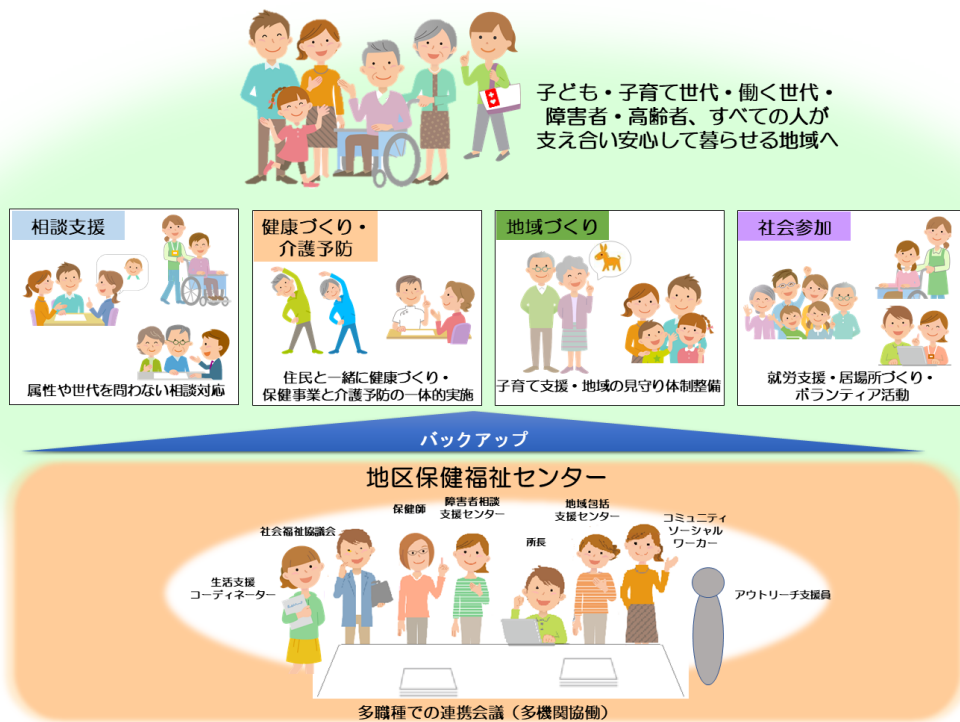 子ども・子育て世代・働く世代・
障害者・高齢者、すべての人が
支え合い安心して暮らせる地域へ
相談支援
属性や世代を問わない相談対応
健康づくり・
介護予防
住民と一緒に健康づくり・
保健事業と介護予防の一体的実施
地域づくり
子育て支援・地域の見守り体制整備
社会参加
就労支援・居場所づくり・
ボランティア活動
バックアップ
地区保健福祉センター
生活支援
コーディネーター
社会福祉協議会
保健師
障害者相談
支援センター
所長
地域包括
支援センター
コミュニティ
ソーシャル
ワーカー
アウトリーチ支援員
多職種での連携会議（多機関協働）